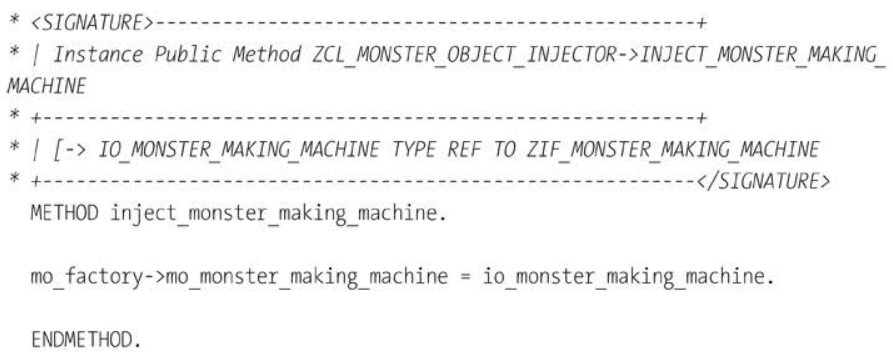 * <SIGNATURE>------------------------------------------------+
* | Instance Public Method ZCL_MONSTER_OBJECT_INJECTOR->INJECT_MONSTER_MAKING_
MACHINE
* +----------------------------------------------------------+
* | [-> IO_MONSTER_MAKING_MACHINE TYPE REF TO ZIF_MONSTER_MAKING_MACHINE
* +----------------------------------------------------------</SIGNATURE>
METHOD inject_monster_making_machine.
mo_factory->mo_monster_making_machine = io_monster_making_machine.
ENDMETHOD.